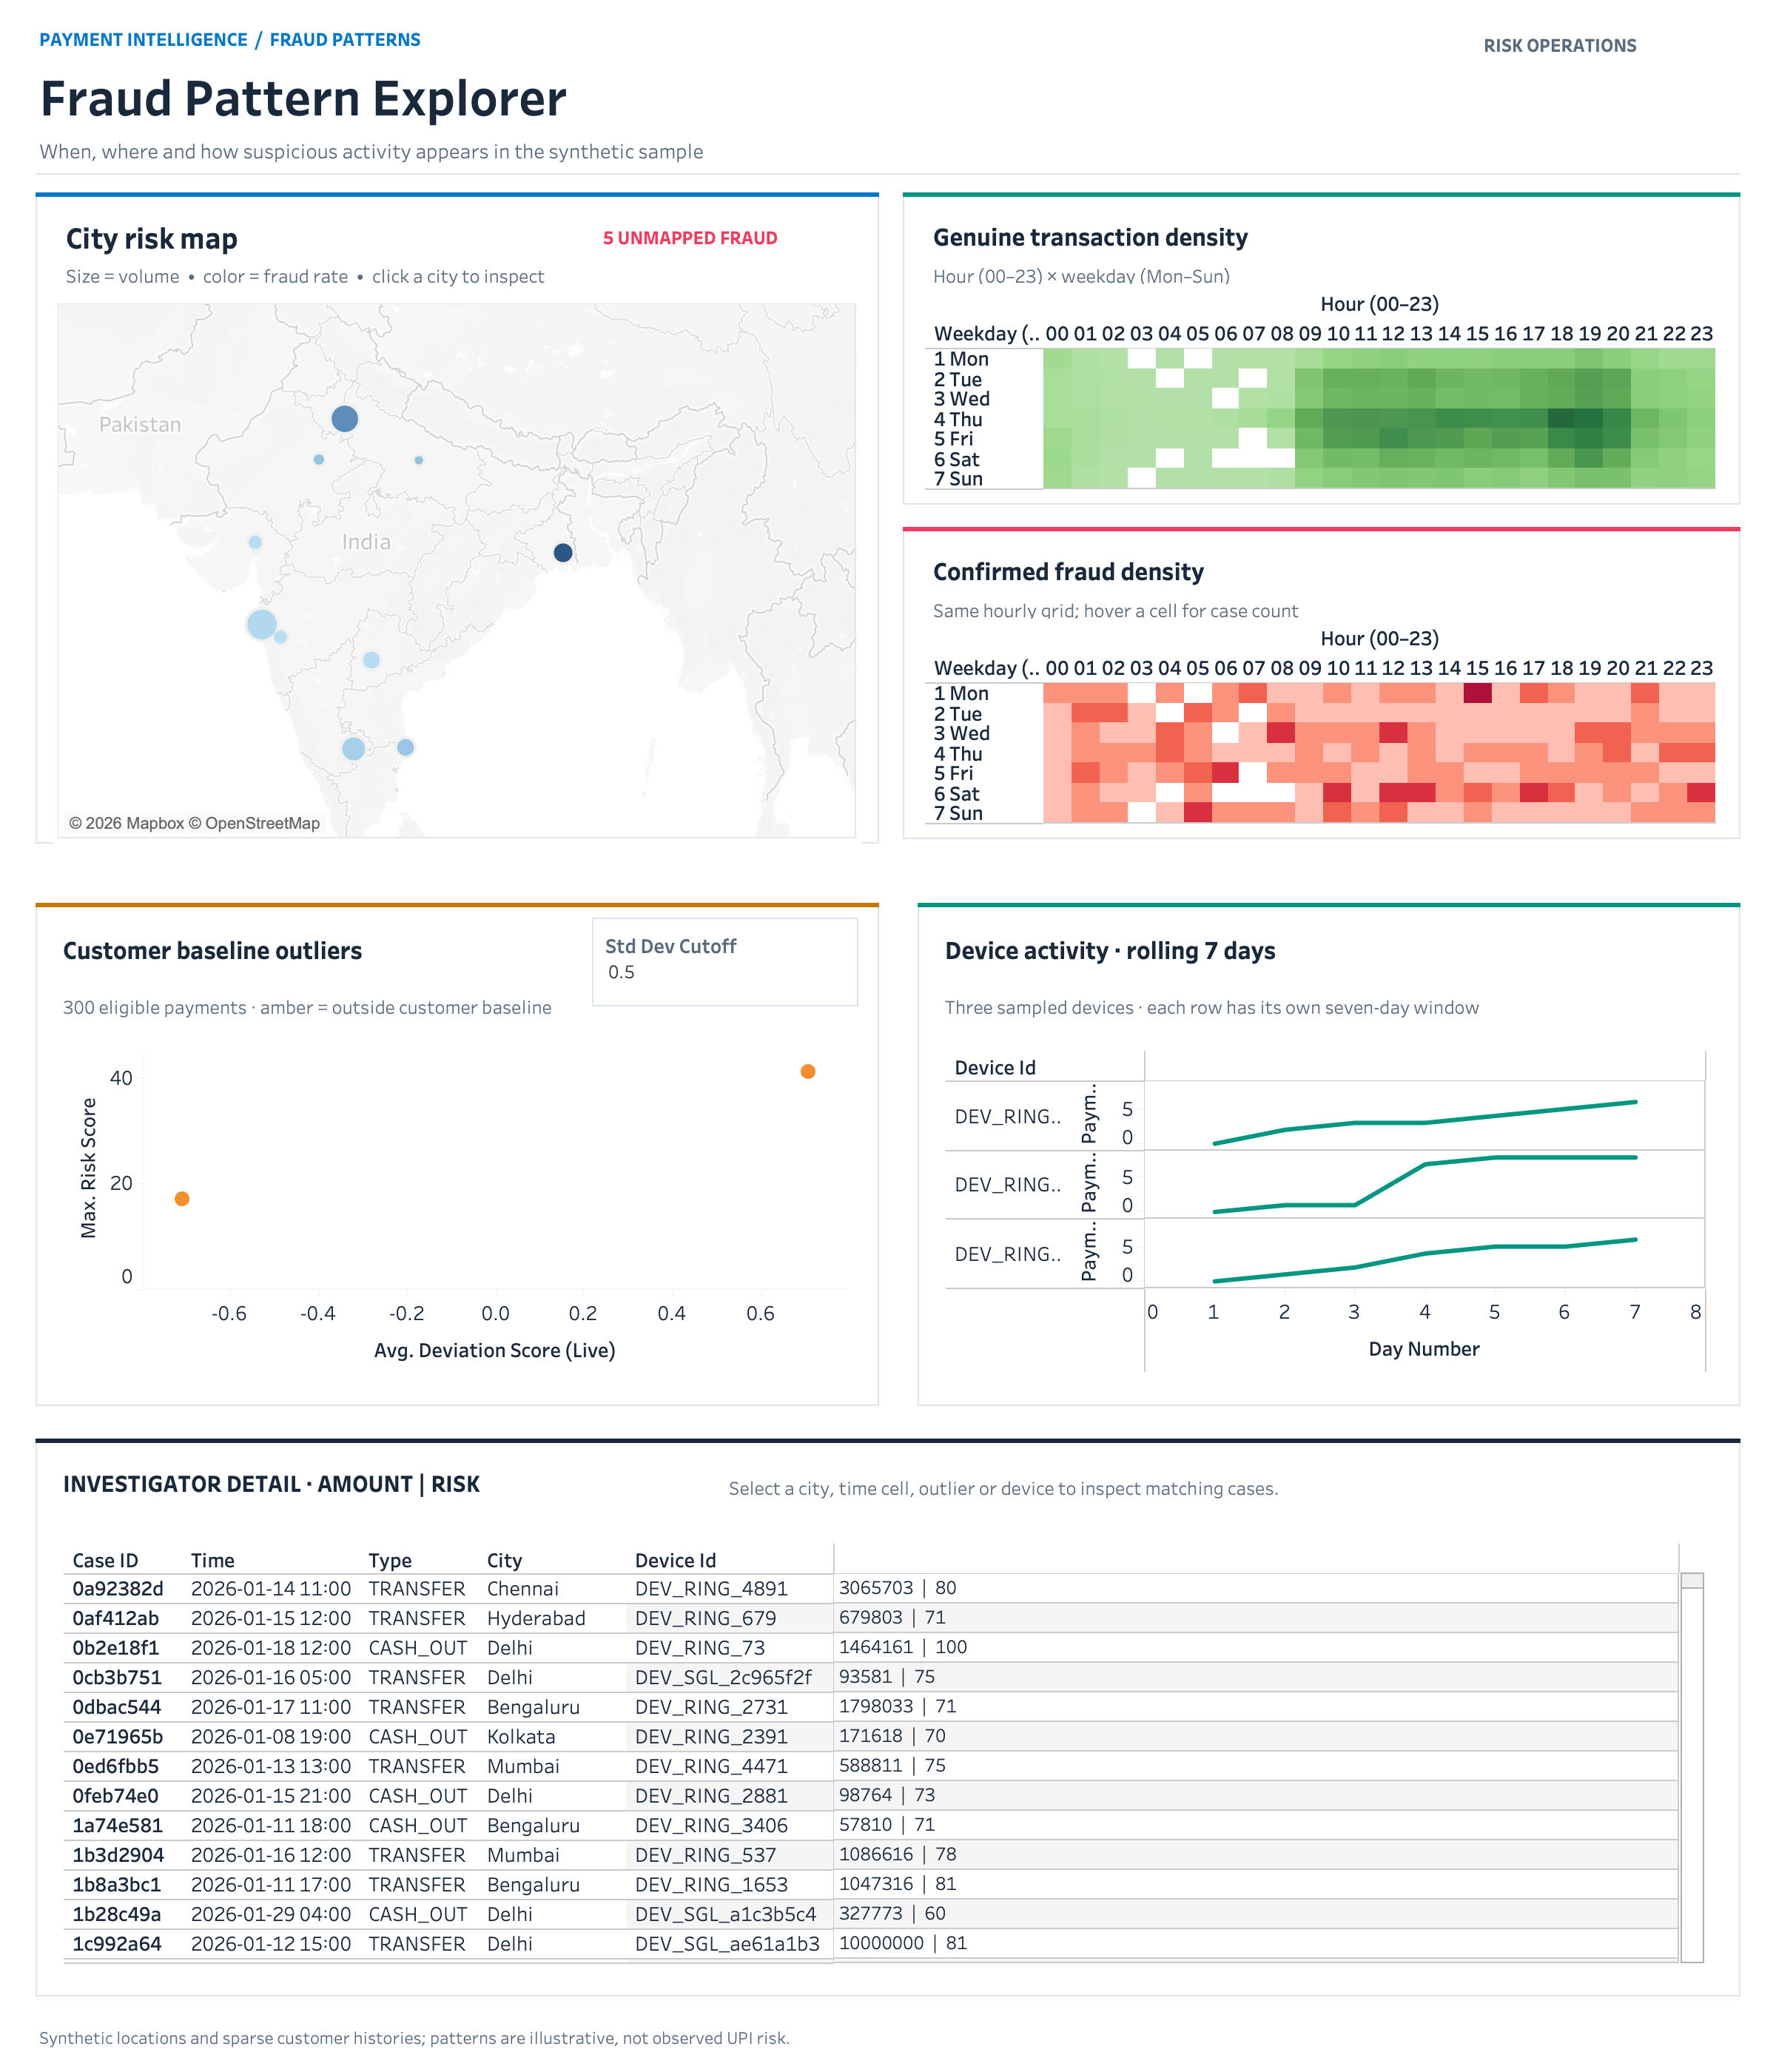 PAYMENT INTELLIGENCE / FRAUD PATTERNS
RISK OPERATIONS
Fraud Pattern Explorer
When, where and how suspicious activity appears in the synthetic sample
City risk map
5 UNMAPPED FRAUD
Size = volume • color = fraud rate • click a city to inspect
Pakistan
India
© 2026 Mapbox © OpenStreetMap
Genuine transaction density
Hour (00–23) × weekday (Mon–Sun)
Hour (00–23)
Weekday (.. 00 01 02 03 04 05 06 07 08 09 10 11 12 13 14 15 16 17 18 19 20 21 22 23
1 Mon
2 Tue
3 Wed
4 Thu
5 Fri
6 Sat
7 Sun
Confirmed fraud density
Same hourly grid; hover a cell for case count
Hour (00–23)
Weekday (.. 00 01 02 03 04 05 06 07 08 09 10 11 12 13 14 15 16 17 18 19 20 21 22 23
1 Mon
2 Tue
3 Wed
4 Thu
5 Fri
6 Sat
7 Sun
Customer baseline outliers
Std Dev Cutoff
0.5
300 eligible payments · amber = outside customer baseline
Max. Risk Score
40
20
0
-0.6 -0.4 -0.2 0.0 0.2 0.4 0.6
Avg. Deviation Score (Live)
Device activity · rolling 7 days
Three sampled devices · each row has its own seven-day window
Device Id
DEV_RING.. Paym.. 5 0
DEV_RING.. Paym.. 5 0
DEV_RING.. Paym.. 5 0
0 1 2 3 4 5 6 7 8
Day Number
INVESTIGATOR DETAIL · AMOUNT | RISK
Select a city, time cell, outlier or device to inspect matching cases.
Case ID Time Type City Device Id
0a92382d 2026-01-14 11:00 TRANSFER Chennai DEV_RING_4891 3065703 | 80
0af412ab 2026-01-15 12:00 TRANSFER Hyderabad DEV_RING_679 679803 | 71
0b2e18f1 2026-01-18 12:00 CASH_OUT Delhi DEV_RING_73 1464161 | 100
0cb3b751 2026-01-16 05:00 TRANSFER Delhi DEV_SGL_2c965f2f 93581 | 75
0dbac544 2026-01-17 11:00 TRANSFER Bengaluru DEV_RING_2731 1798033 | 71
0e71965b 2026-01-08 19:00 CASH_OUT Kolkata DEV_RING_2391 171618 | 70
0ed6fbb5 2026-01-13 13:00 TRANSFER Mumbai DEV_RING_4471 588811 | 75
0feb74e0 2026-01-15 21:00 CASH_OUT Delhi DEV_RING_2881 98764 | 73
1a74e581 2026-01-11 18:00 CASH_OUT Bengaluru DEV_RING_3406 57810 | 71
1b3d2904 2026-01-16 12:00 TRANSFER Mumbai DEV_RING_537 1086616 | 78
1b8a3bc1 2026-01-11 17:00 TRANSFER Bengaluru DEV_RING_1653 1047316 | 81
1b28c49a 2026-01-29 04:00 CASH_OUT Delhi DEV_SGL_a1c3b5c4 327773 | 60
1c992a64 2026-01-12 15:00 TRANSFER Delhi DEV_SGL_ae61a1b3 10000000 | 81
Synthetic locations and sparse customer histories; patterns are illustrative, not observed UPI risk.